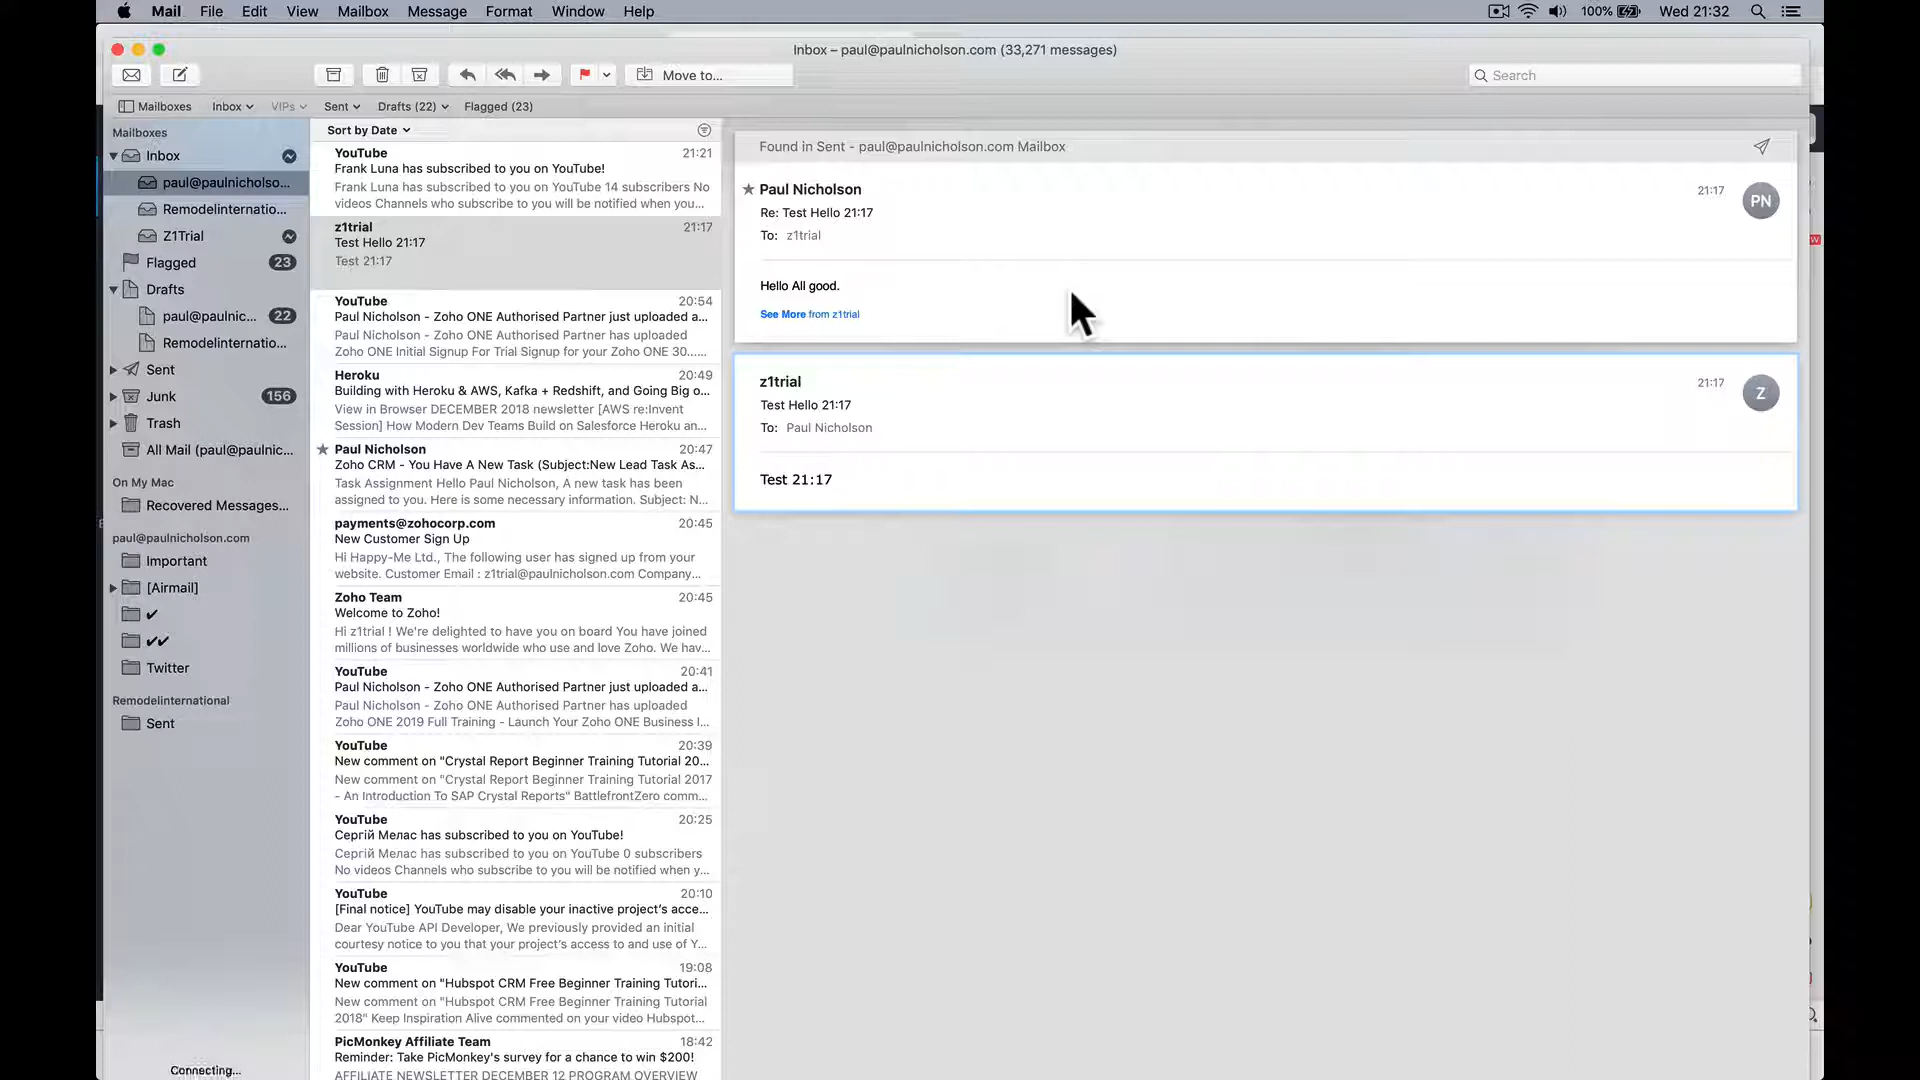 Mail File Edit View Mailbox Message Format Window Help 100% Wed 21:32
Inbox – paul@paulnicholson.com (33,271 messages)
Move to... Search
Mailboxes Inbox VIPs Sent Drafts (22) Flagged (23)
Mailboxes
Inbox
paul@paulnicholso...
Remodelinternatio...
Z1Trial
Flagged 23
Drafts
paul@paulnic... 22
Remodelinternatio...
Sent
Junk 156
Trash
All Mail (paul@paulnic...
On My Mac
Recovered Messages...
paul@paulnicholson.com
Important
[Airmail]
✔
✔✔
Twitter
Remodelinternational
Sent
Connecting...
Sort by Date
YouTube 21:21
Frank Luna has subscribed to you on YouTube!
Frank Luna has subscribed to you on YouTube 14 subscribers No
videos Channels who subscribe to you will be notified when you...
z1trial 21:17
Test Hello 21:17
Test 21:17
YouTube 20:54
Paul Nicholson - Zoho ONE Authorised Partner just uploaded a...
Paul Nicholson - Zoho ONE Authorised Partner has uploaded
Zoho ONE Initial Signup For Trial Signup for your Zoho ONE 30......
Heroku 20:49
Building with Heroku & AWS, Kafka + Redshift, and Going Big o...
View in Browser DECEMBER 2018 newsletter [AWS re:Invent
Session] How Modern Dev Teams Build on Salesforce Heroku an...
Paul Nicholson 20:47
Zoho CRM - You Have A New Task (Subject:New Lead Task As...
Task Assignment Hello Paul Nicholson, A new task has been
assigned to you. Here is some necessary information. Subject: N...
payments@zohocorp.com 20:45
New Customer Sign Up
Hi Happy-Me Ltd., The following user has signed up from your
website. Customer Email : z1trial@paulnicholson.com Company...
Zoho Team 20:45
Welcome to Zoho!
Hi z1trial ! We're delighted to have you on board You have joined
millions of businesses worldwide who use and love Zoho. We hav...
YouTube 20:41
Paul Nicholson - Zoho ONE Authorised Partner just uploaded a...
Paul Nicholson - Zoho ONE Authorised Partner has uploaded
Zoho ONE 2019 Full Training - Launch Your Zoho ONE Business I...
YouTube 20:39
New comment on "Crystal Report Beginner Training Tutorial 20...
New comment on "Crystal Report Beginner Training Tutorial 2017
- An Introduction To SAP Crystal Reports" BattlefrontZero comm...
YouTube 20:25
Сергій Мелас has subscribed to you on YouTube!
Сергій Мелас has subscribed to you on YouTube 0 subscribers
No videos Channels who subscribe to you will be notified when y...
YouTube 20:10
[Final notice] YouTube may disable your inactive project's acce...
Dear YouTube API Developer, We previously provided an initial
courtesy notice to you that your project's access to and use of Y...
YouTube 19:08
New comment on "Hubspot CRM Free Beginner Training Tutori...
New comment on "Hubspot CRM Free Beginner Training Tutorial
2018" Keep Inspiration Alive commented on your video Hubspot...
PicMonkey Affiliate Team 18:42
Reminder: Take PicMonkey's survey for a chance to win $200!
AFFILIATE NEWSLETTER DECEMBER 12 PROGRAM OVERVIEW
Found in Sent - paul@paulnicholson.com Mailbox
Paul Nicholson 21:17 PN
Re: Test Hello 21:17
To: z1trial
Hello All good.
See More from z1trial
z1trial 21:17 Z
Test Hello 21:17
To: Paul Nicholson
Test 21:17